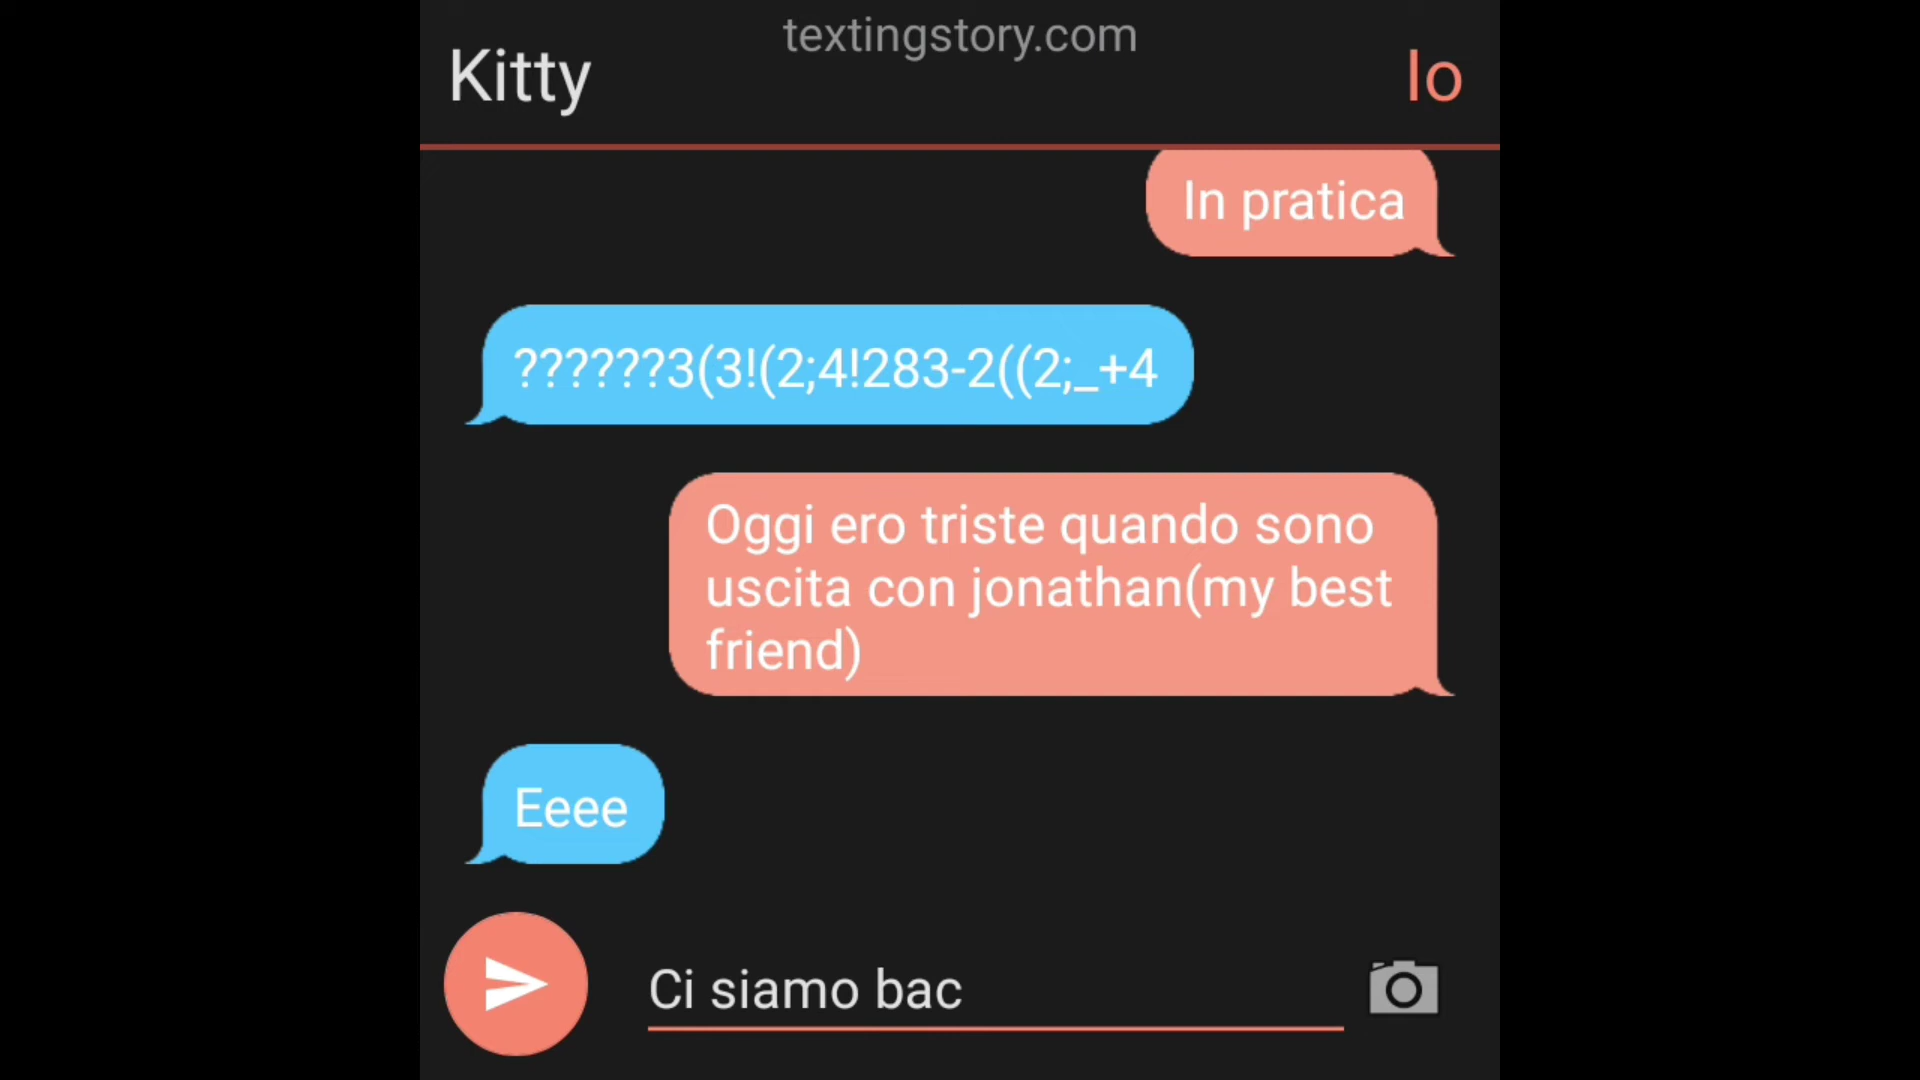 textingstory.com
Kitty
Io
In pratica
??????3(3!(2;4!283-2((2;_+4
Oggi ero triste quando sono
uscita con jonathan(my best
friend)
Eeee
Ci siamo bac